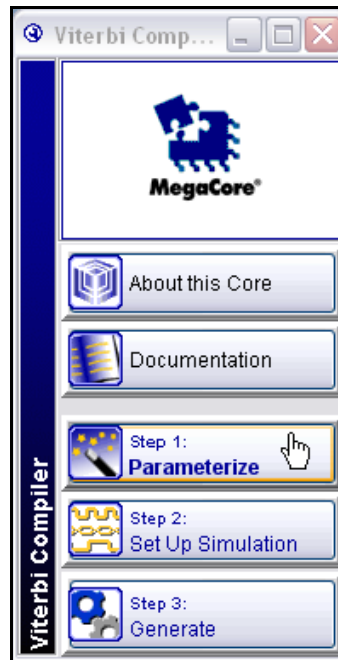 Viterbi Comp...
MegaCore®
About this Core
Documentation
Step 1:
Parameterize
Step 2:
Set Up Simulation
Step 3:
Generate
Viterbi Compiler